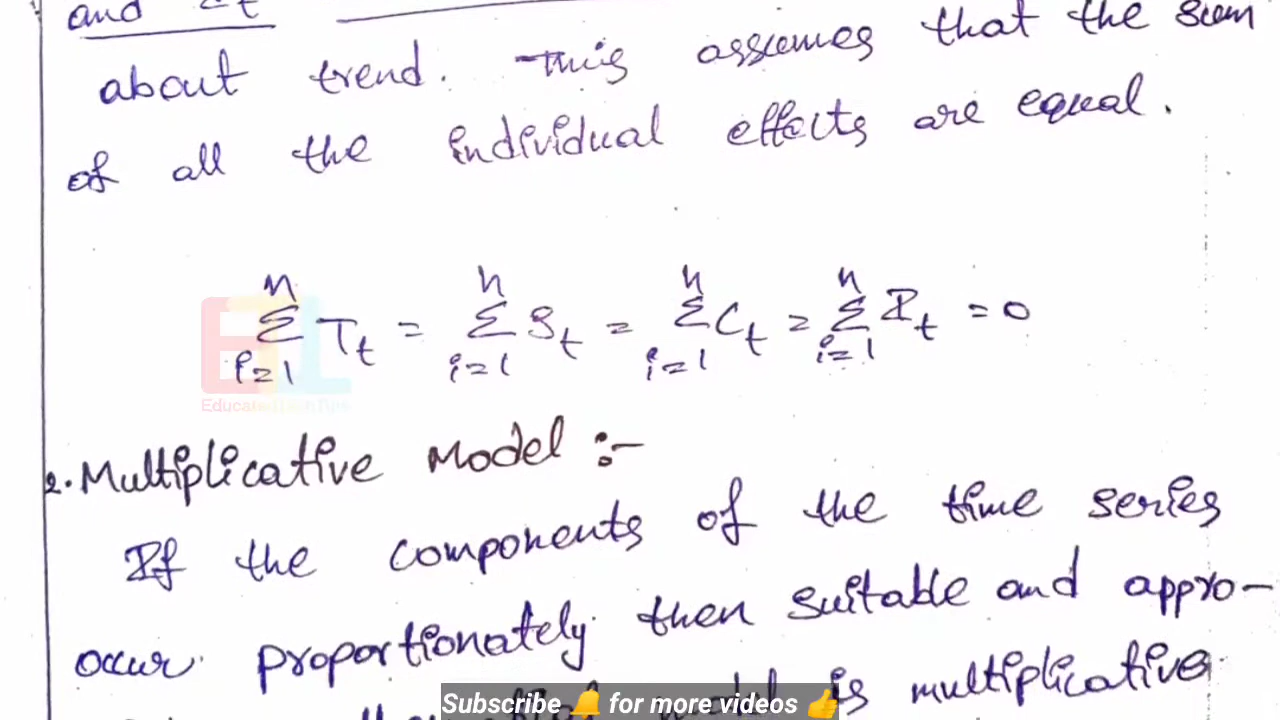 and
about trend. This assumes that the sum
of all the individual effects are equal.
n n n n
Σ Tt = Σ St = Σ Ct = Σ It = 0
i=1 i=1 i=1 i=1
2. Multiplicative Model :-
If the components of the time series
occur proportionately then suitable and appro-
model is multiplicative
Subscribe 🔔 for more videos 👍